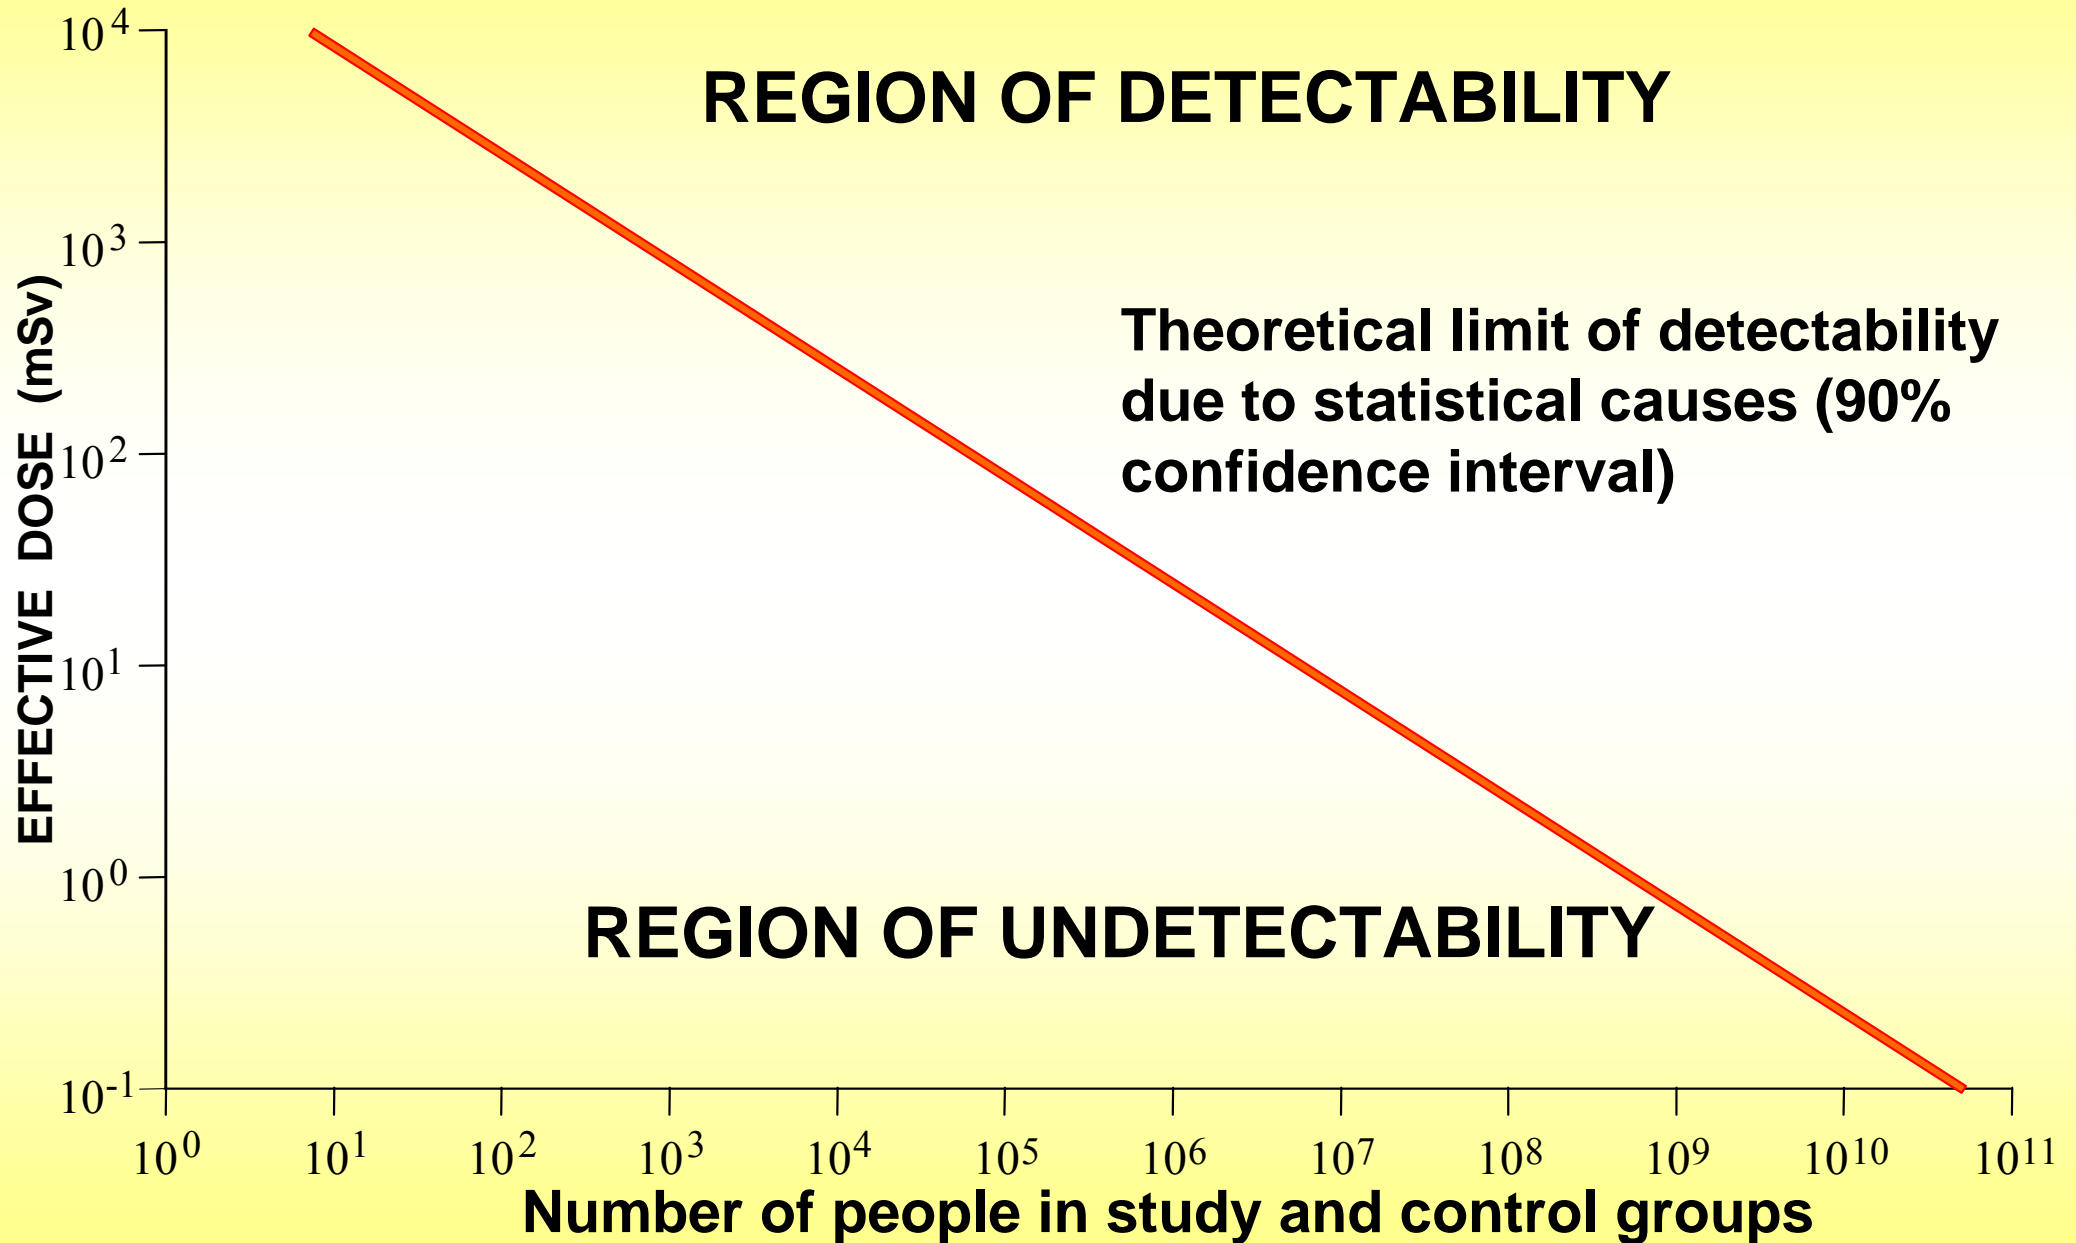 10⁴
REGION OF DETECTABILITY
10³
EFFECTIVE DOSE (mSv)
Theoretical limit of detectability
due to statistical causes (90%
confidence interval)
10²
10¹
10⁰
REGION OF UNDETECTABILITY
10⁻¹
10⁰ 10¹ 10² 10³ 10⁴ 10⁵ 10⁶ 10⁷ 10⁸ 10⁹ 10¹⁰ 10¹¹
Number of people in study and control groups